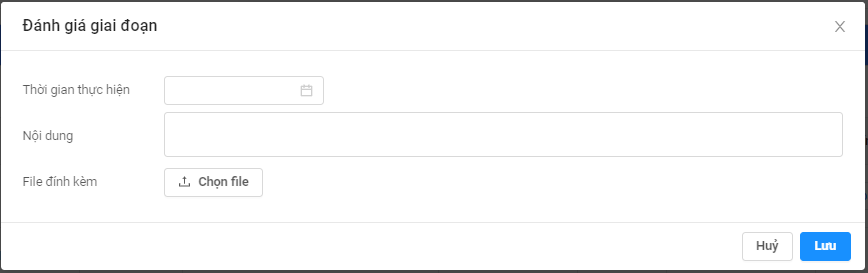 Đánh giá giai đoạn
Thời gian thực hiện
Nội dung
File đính kèm
Chọn file
Huỷ
Lưu